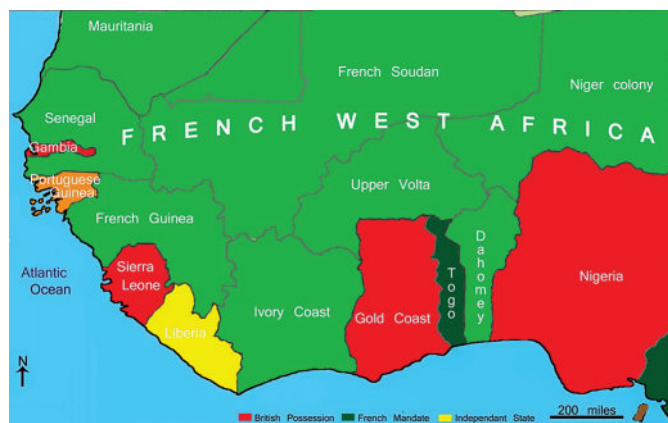 Mauritania
French Soudan
Niger colony
Senegal
FRENCH WEST AFRICA
Gambia
Portuguese
Guinea
Upper Volta
French Guinea
Dahomey
Sierra
Leone
Atlantic
Ocean
Togo
Nigeria
Ivory Coast
Gold Coast
Liberia
N
200 miles
British Possession
French Mandate
Independant State